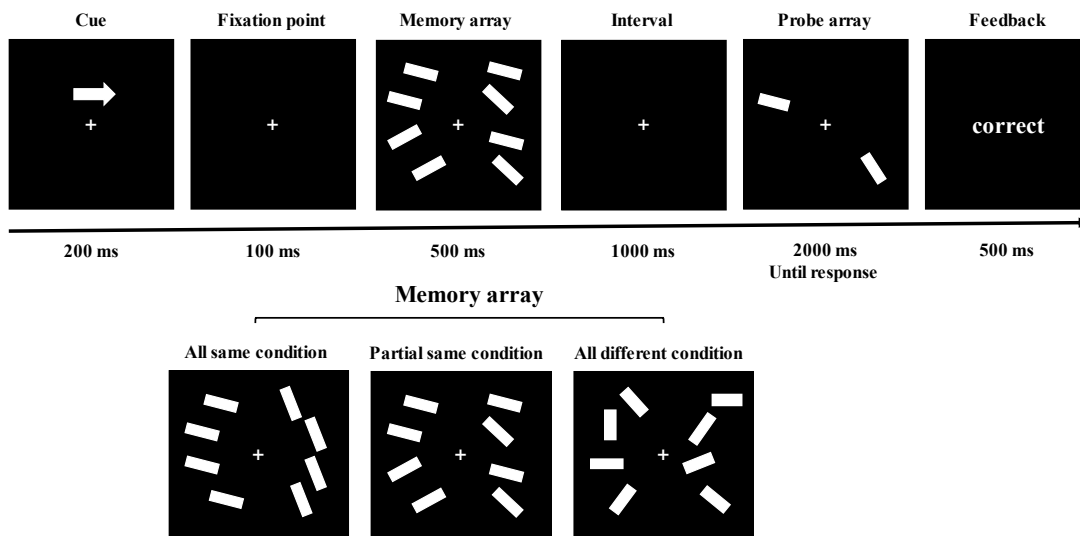 Cue
Fixation point
Memory array
Interval
Probe array
Feedback
correct
200 ms
100 ms
500 ms
1000 ms
2000 ms
Until response
500 ms
Memory array
All same condition
Partial same condition
All different condition